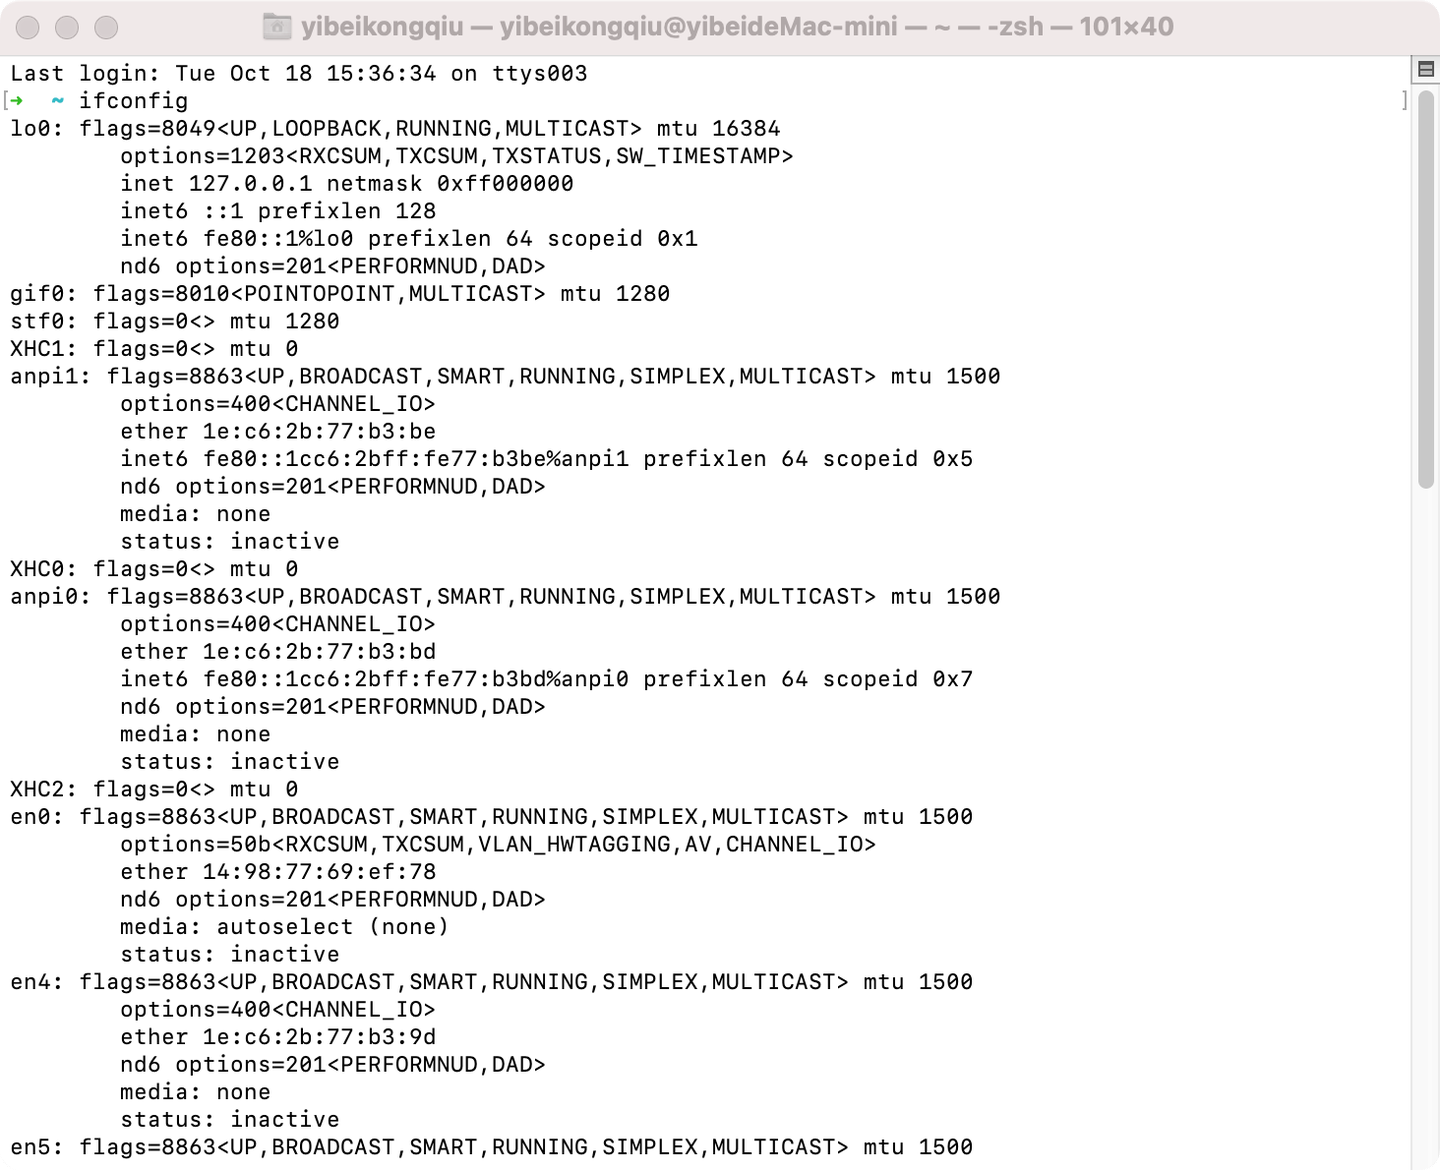 yibeikongqiu — yibeikongqiu@yibeideMac-mini — ~ — -zsh — 101×40
Last login: Tue Oct 18 15:36:34 on ttys003
[➜  ~ ifconfig ]
lo0: flags=8049<UP,LOOPBACK,RUNNING,MULTICAST> mtu 16384
        options=1203<RXCSUM,TXCSUM,TXSTATUS,SW_TIMESTAMP>
        inet 127.0.0.1 netmask 0xff000000
        inet6 ::1 prefixlen 128
        inet6 fe80::1%lo0 prefixlen 64 scopeid 0x1
        nd6 options=201<PERFORMNUD,DAD>
gif0: flags=8010<POINTOPOINT,MULTICAST> mtu 1280
stf0: flags=0<> mtu 1280
XHC1: flags=0<> mtu 0
anpi1: flags=8863<UP,BROADCAST,SMART,RUNNING,SIMPLEX,MULTICAST> mtu 1500
        options=400<CHANNEL_IO>
        ether 1e:c6:2b:77:b3:be
        inet6 fe80::1cc6:2bff:fe77:b3be%anpi1 prefixlen 64 scopeid 0x5
        nd6 options=201<PERFORMNUD,DAD>
        media: none
        status: inactive
XHC0: flags=0<> mtu 0
anpi0: flags=8863<UP,BROADCAST,SMART,RUNNING,SIMPLEX,MULTICAST> mtu 1500
        options=400<CHANNEL_IO>
        ether 1e:c6:2b:77:b3:bd
        inet6 fe80::1cc6:2bff:fe77:b3bd%anpi0 prefixlen 64 scopeid 0x7
        nd6 options=201<PERFORMNUD,DAD>
        media: none
        status: inactive
XHC2: flags=0<> mtu 0
en0: flags=8863<UP,BROADCAST,SMART,RUNNING,SIMPLEX,MULTICAST> mtu 1500
        options=50b<RXCSUM,TXCSUM,VLAN_HWTAGGING,AV,CHANNEL_IO>
        ether 14:98:77:69:ef:78
        nd6 options=201<PERFORMNUD,DAD>
        media: autoselect (none)
        status: inactive
en4: flags=8863<UP,BROADCAST,SMART,RUNNING,SIMPLEX,MULTICAST> mtu 1500
        options=400<CHANNEL_IO>
        ether 1e:c6:2b:77:b3:9d
        nd6 options=201<PERFORMNUD,DAD>
        media: none
        status: inactive
en5: flags=8863<UP,BROADCAST,SMART,RUNNING,SIMPLEX,MULTICAST> mtu 1500